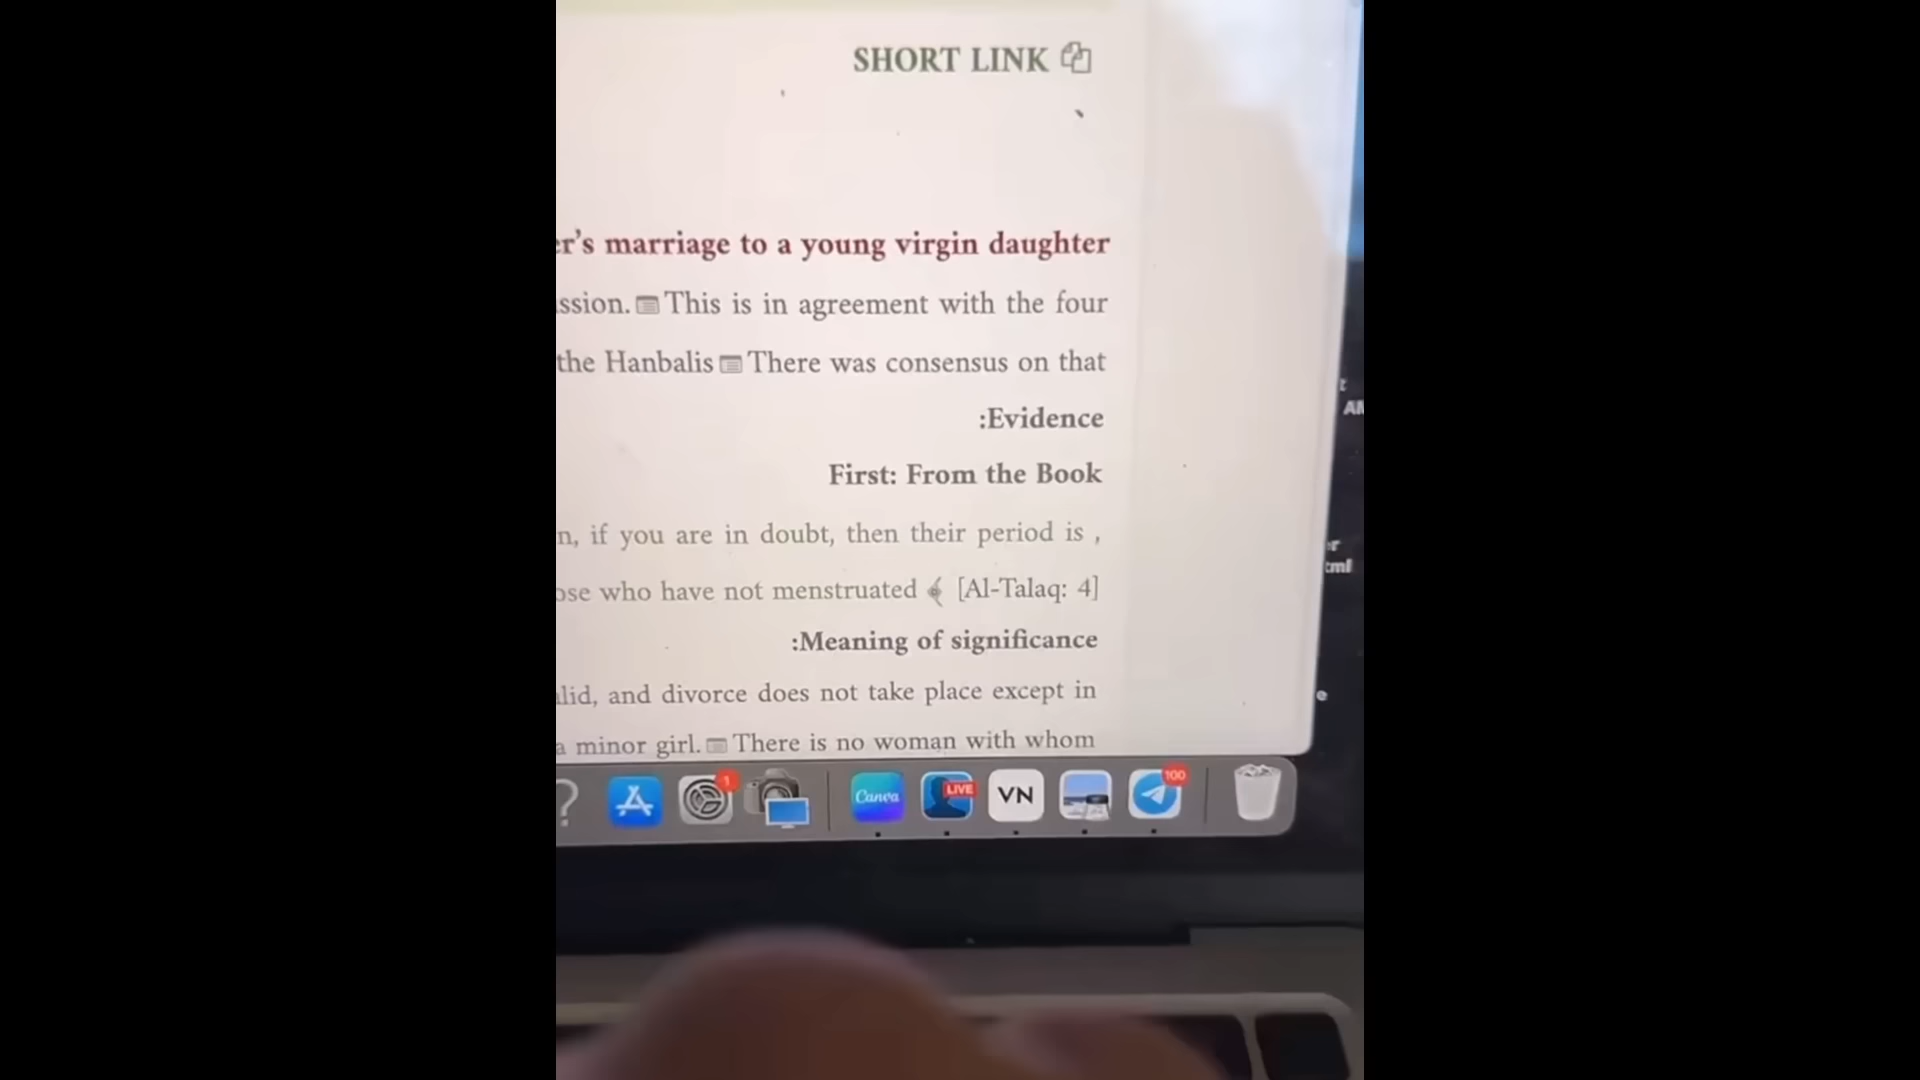 SHORT LINK
marriage to a young virgin daughter
This is in agreement with the four
the Hanbalis There was consensus on that
:Evidence
First: From the Book
if you are in doubt, then their period is ,
who have not menstruated [Al-Talaq: 4]
:Meaning of significance
and divorce does not take place except in
a minor girl. There is no woman with whom
1
Canva
LIVE
VN
100